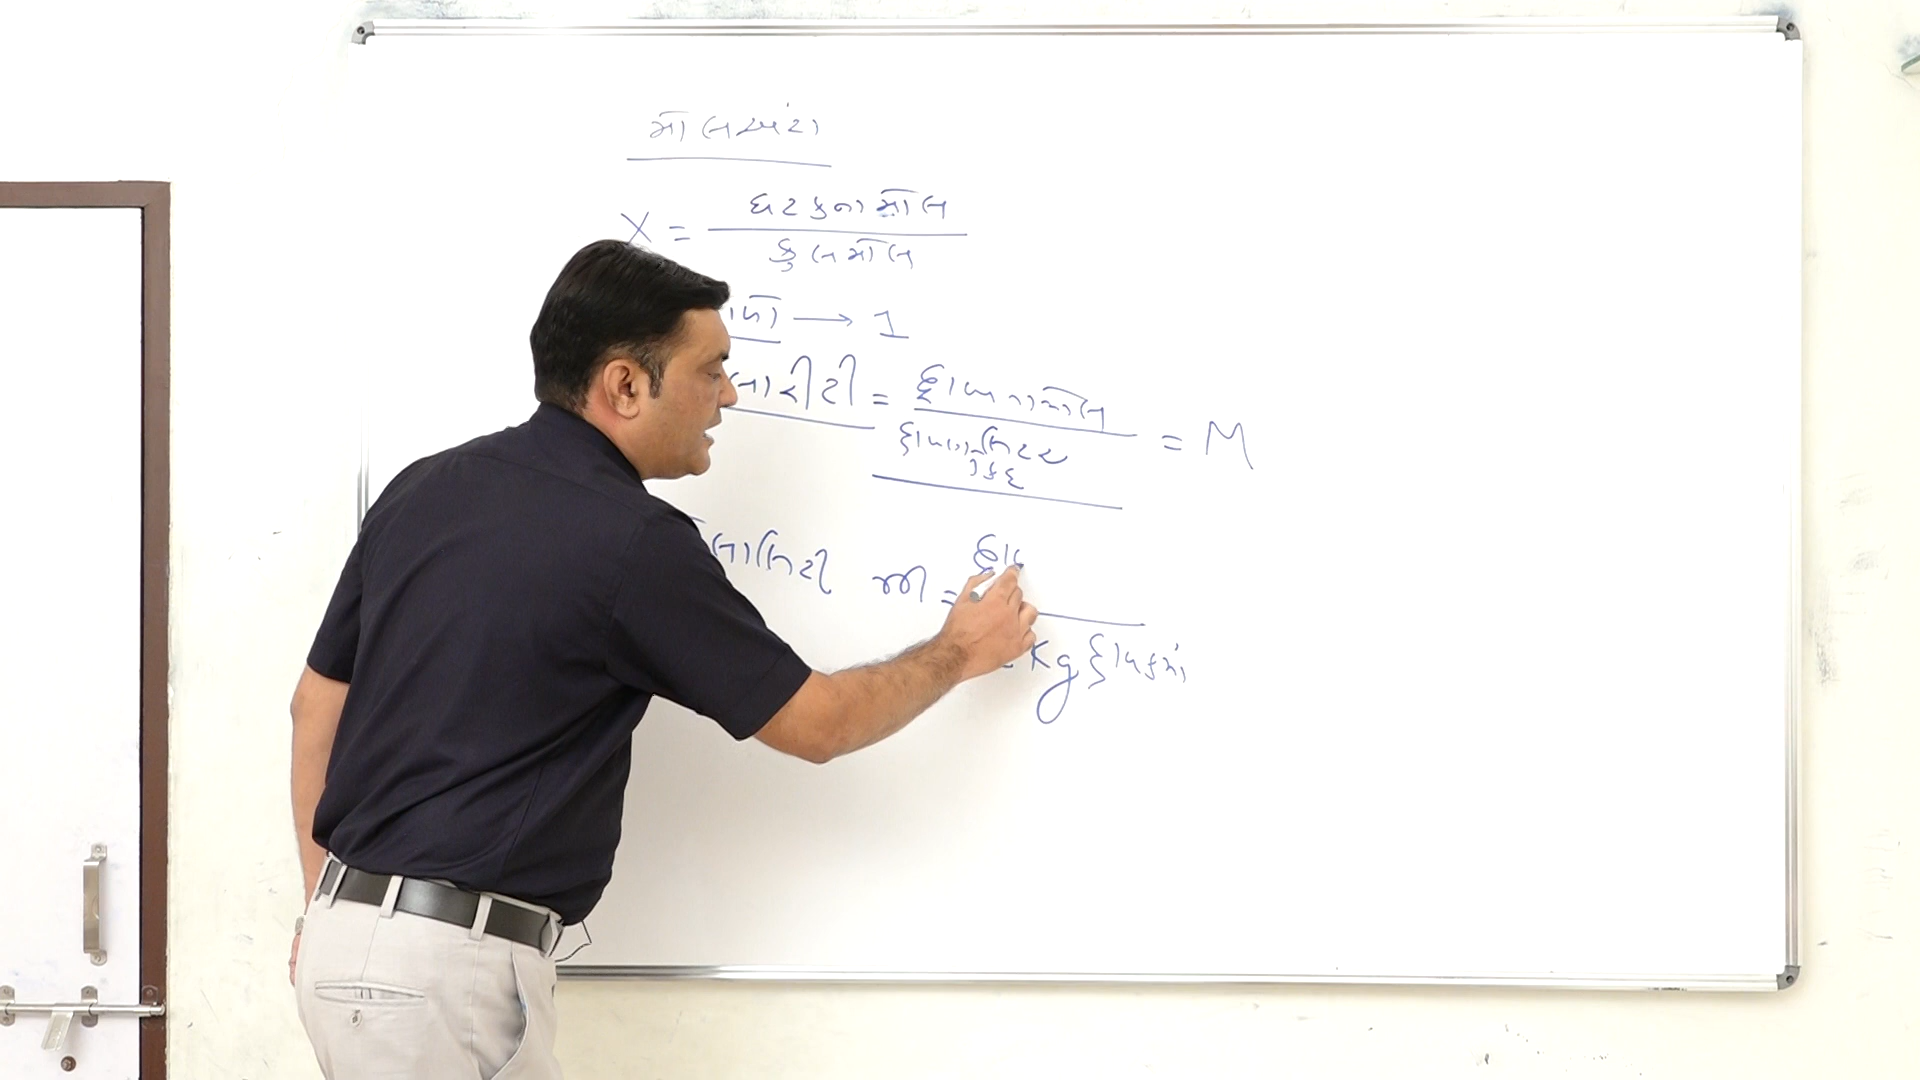 મોલઅંશ
X = ઘટકના મોલ / કુલ મોલ
→ 1
લારીટી = દ્રાવ્યના મોલ / દ્રાવણનું લિટરમાં કદ = M
લાલિટી m =
Kg દ્રાવકમાં